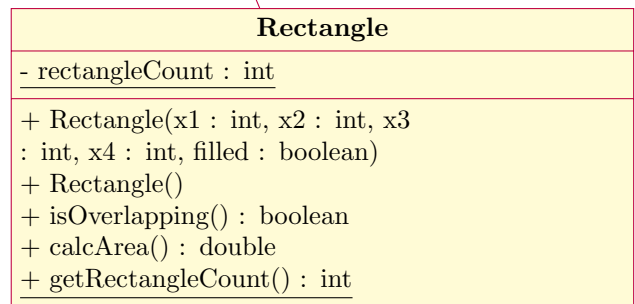 Rectangle
- rectangleCount : int
+ Rectangle(x1 : int, x2 : int, x3
: int, x4 : int, filled : boolean)
+ Rectangle()
+ isOverlapping() : boolean
+ calcArea() : double
+ getRectangleCount() : int